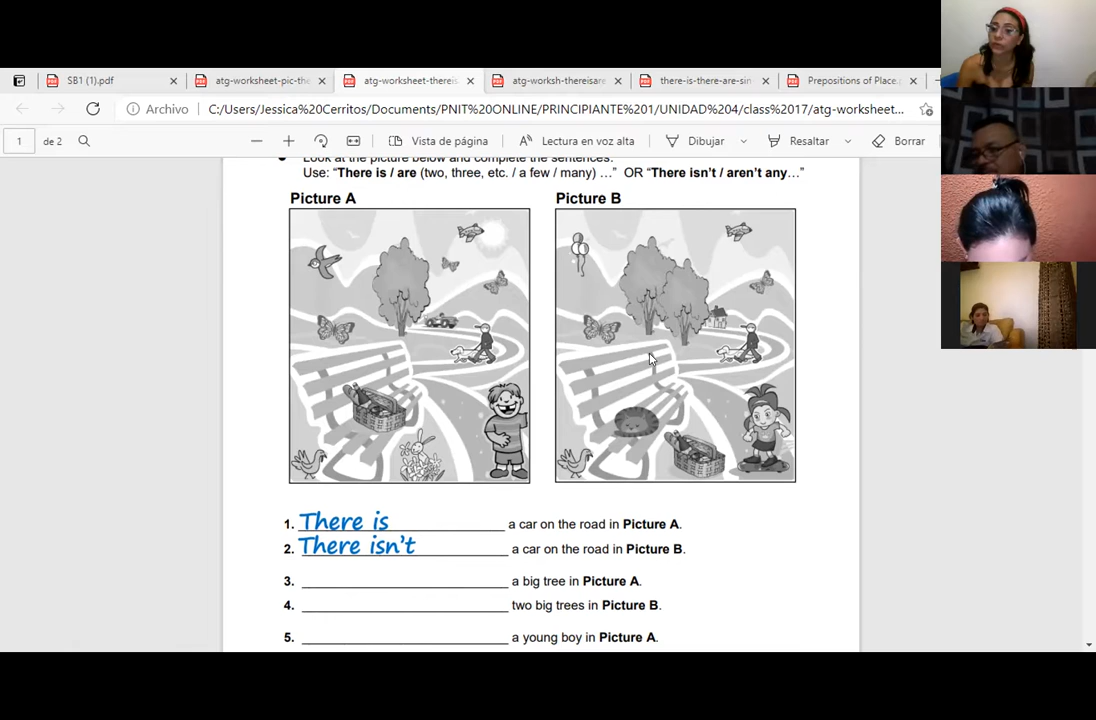 SB1 (1).pdf
atg-worksheet-pic-the
atg-worksheet-thereis
atg-worksh-thereisare
there-is-there-are-sin
Prepositions of Place.p
Archivo
C:/Users/Jessica%20Cerritos/Documents/PNIT%20ONLINE/PRINCIPIANTE%201/UNIDAD%204/class%2017/atg-worksheet...
1 de 2
Vista de página
Lectura en voz alta
Dibujar
Resaltar
Borrar
Look at the picture below and complete the sentences.
Use: “There is / are (two, three, etc. / a few / many) …” OR “There isn’t / aren’t any…”
Picture A
Picture B
1. There is a car on the road in Picture A.
2. There isn’t a car on the road in Picture B.
3. ________ a big tree in Picture A.
4. ________ two big trees in Picture B.
5. ________ a young boy in Picture A.